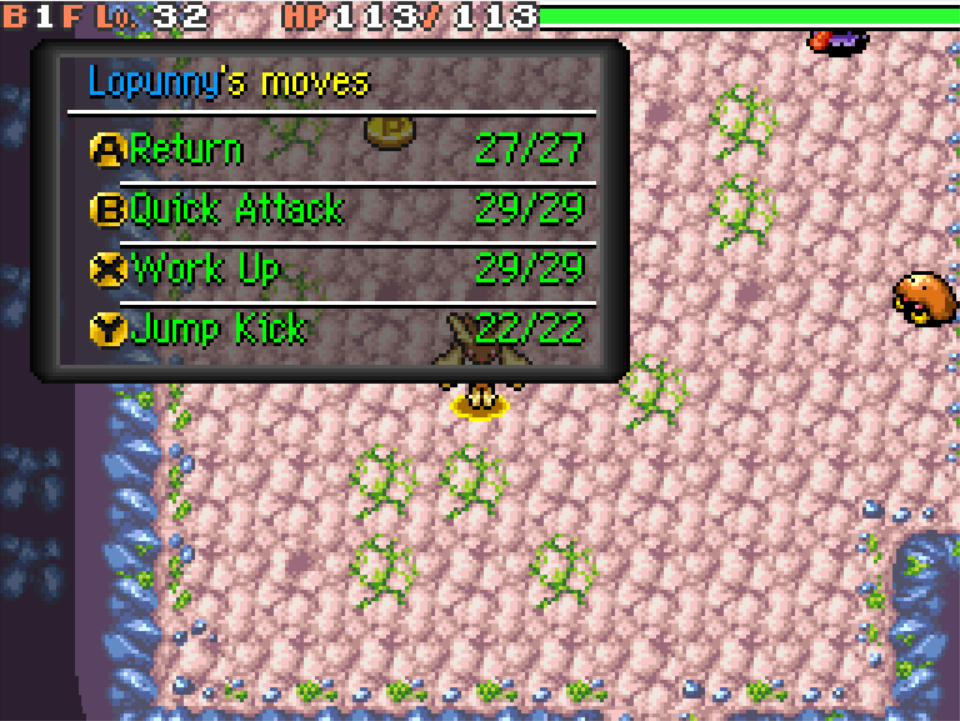 B1F Lv. 32 HP113/113
Lopunny's moves
A Return 27/27
B Quick Attack 29/29
X Work Up 29/29
Y Jump Kick 22/22